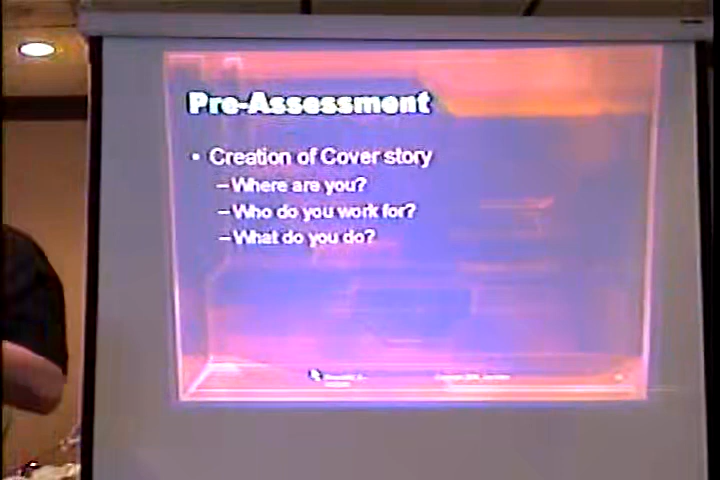 Pre-Assessment
• Creation of Cover story
– Where are you?
– Who do you work for?
– What do you do?